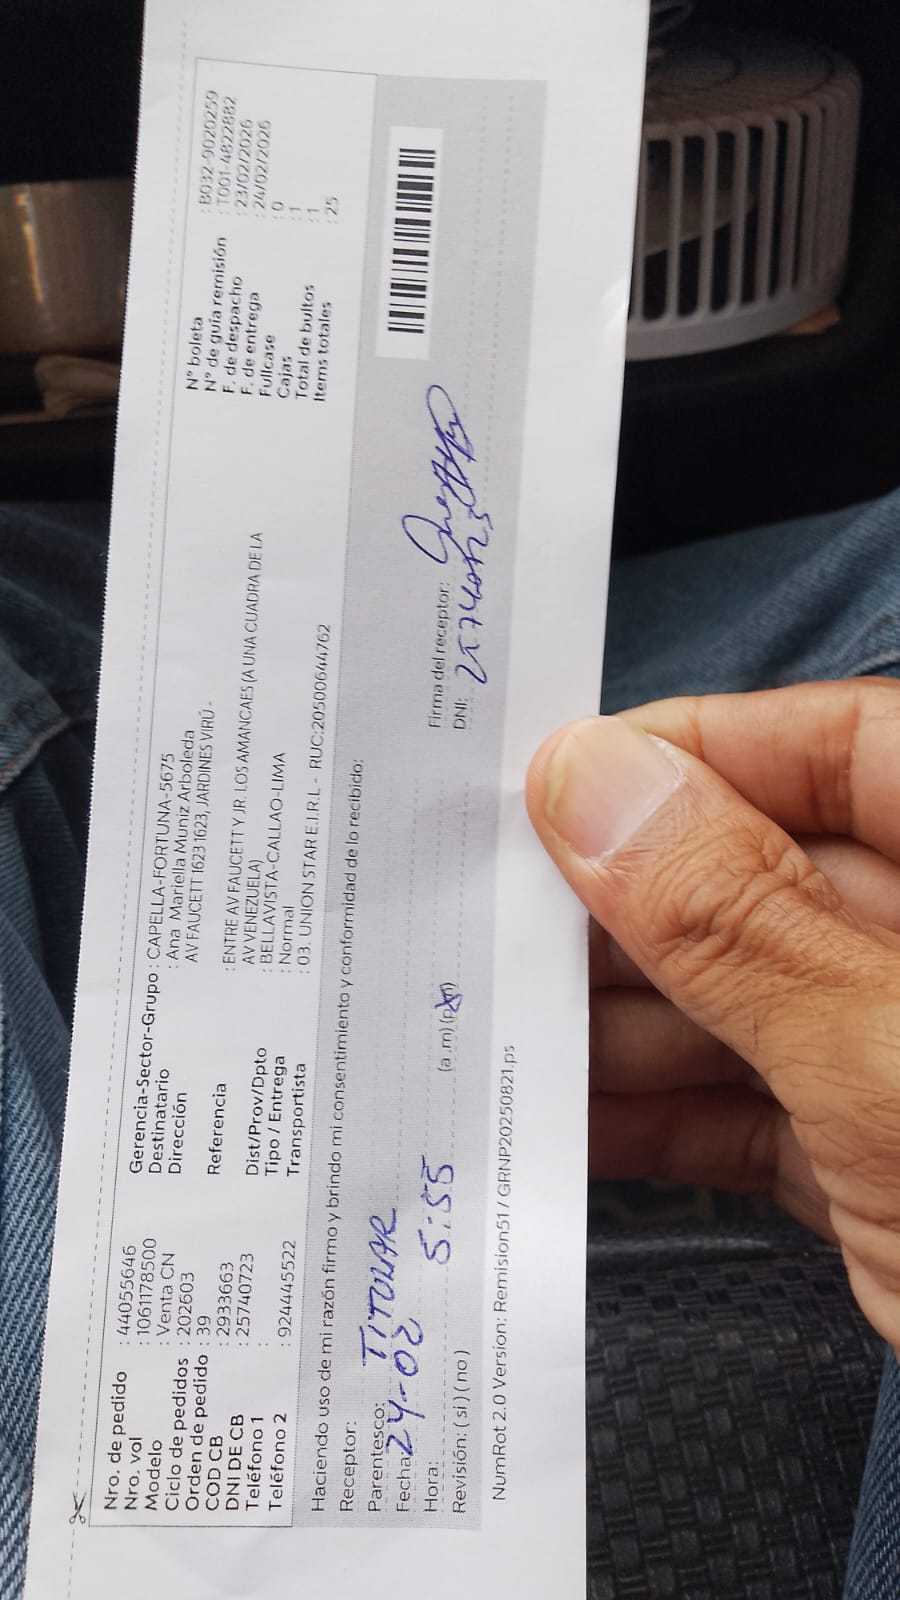 Nro. de pedido : 44055646
Nro. vol : 1061178500
Modelo : Venta CN
Ciclo de pedidos : 202603
Orden de pedido : 39
COD CB : 2933663
DNI DE CB : 25740723
Teléfono 1 :
Teléfono 2 : 924445522
Gerencia-Sector-Grupo : CAPELLA-FORTUNA-5675
Destinatario : Ana Mariella Muniz Arboleda
Dirección AV FAUCETT 1623 1623, JARDINES VIRÚ -
Referencia : ENTRE AV FAUCETT Y JR. LOS AMANCAES (A UNA CUADRA DE LA
AV VENEZUELA)
Dist/Prov/Dpto : BELLAVISTA-CALLAO-LIMA
Tipo / Entrega : Normal
Transportista : 03. UNION STAR E.I.R.L - RUC:20500644762
N° boleta : B032-9020259
N° de guía remisión : T001-4822882
F. de despacho : 23/02/2026
F. de entrega : 24/02/2026
Fullcase : 0
Cajas : 1
Total de bultos : 1
Items totales : 25
Haciendo uso de mi razón firmo y brindo mi consentimiento y conformidad de lo recibido:
Receptor:
Parentesco: TITULAR
Fecha: 24-02
Hora: 5:55 (a.m) (p.m)
Revisión: ( si ) ( no )
Firma del receptor:
DNI: 25740723
NumRot 2.0 Version: Remision51 / GRNP20250821.ps